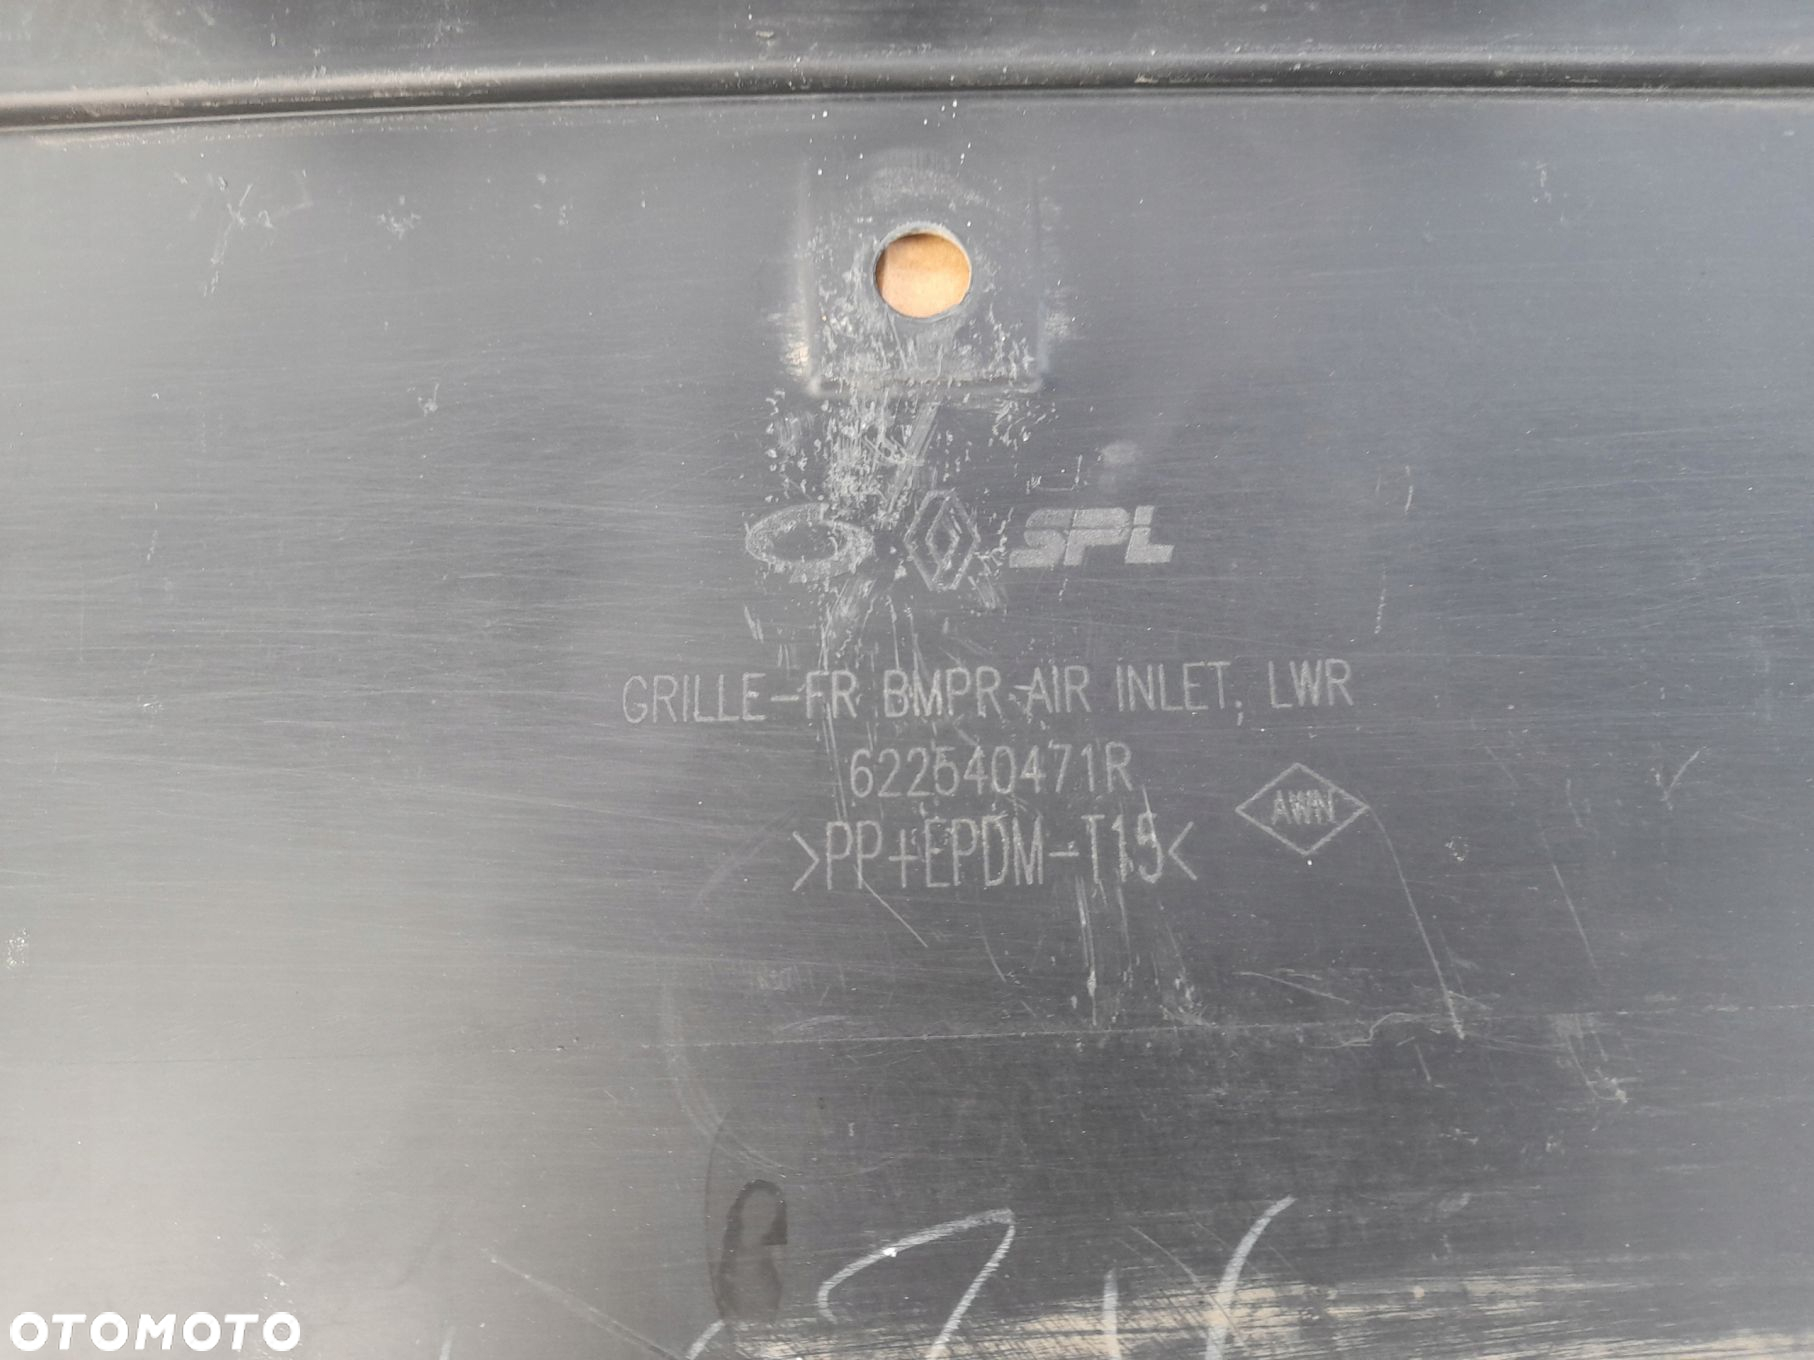 SPL
GRILLE-FR BMPR-AIR INLET, LWR
622540471R
AWN
>PP+EPDM-T15<
OTOMOTO